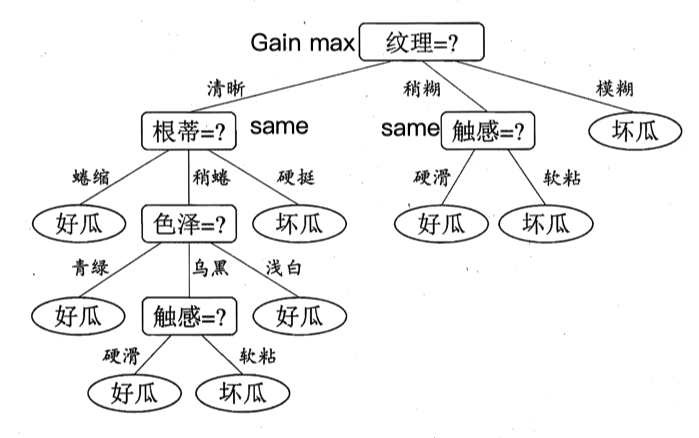 Gain max 纹理=?
清晰 稍糊 模糊
根蒂=? same same 触感=? 坏瓜
蜷缩 稍蜷 硬挺 硬滑 软粘
好瓜 色泽=? 坏瓜 好瓜 坏瓜
青绿 乌黑 浅白
好瓜 触感=? 好瓜
硬滑 软粘
好瓜 坏瓜